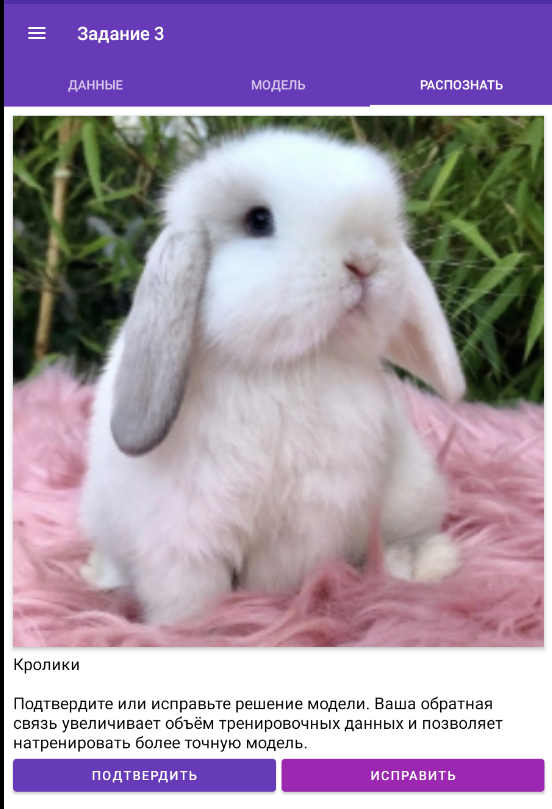 Задание 3
ДАННЫЕ МОДЕЛЬ РАСПОЗНАТЬ
Кролики
Подтвердите или исправьте решение модели. Ваша обратная
связь увеличивает объём тренировочных данных и позволяет
натренировать более точную модель.
ПОДТВЕРДИТЬ ИСПРАВИТЬ